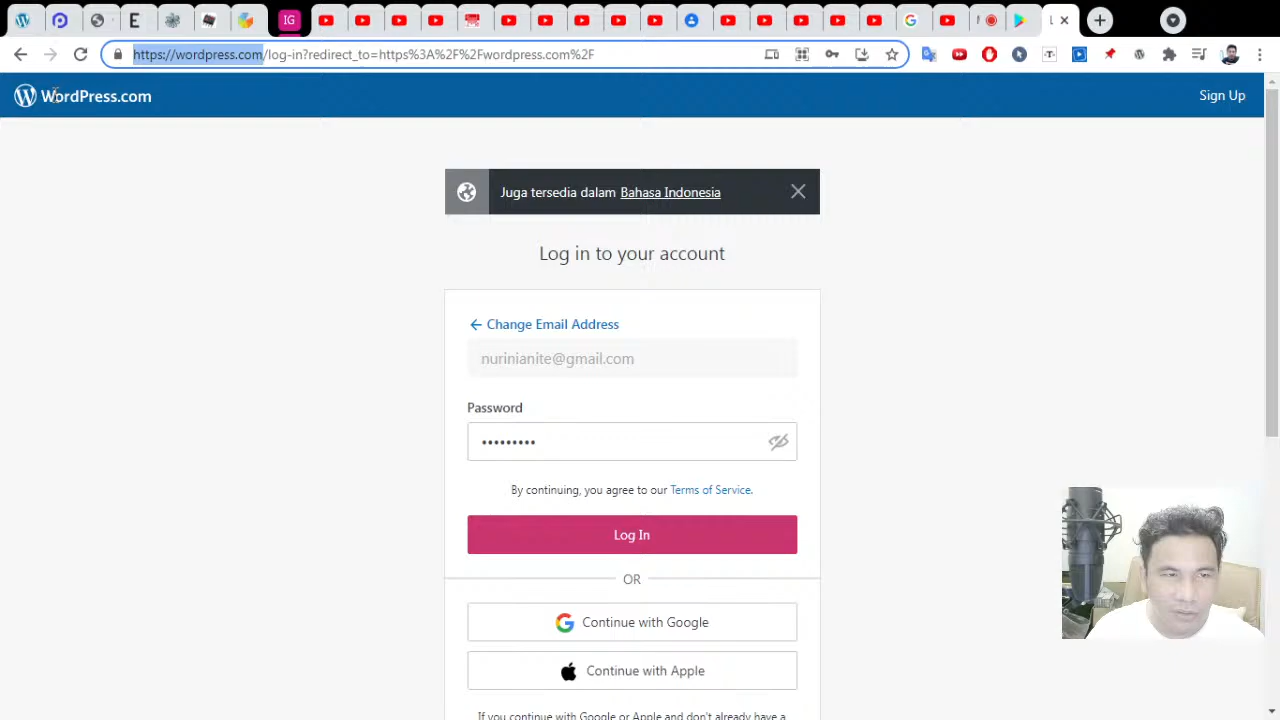 IG
L
https://wordpress.com/log-in?redirect_to=https%3A%2F%2Fwordpress.com%2F
WordPress.com
Sign Up
Juga tersedia dalam Bahasa Indonesia
Log in to your account
Change Email Address
nurinianite@gmail.com
Password
•••••••••
By continuing, you agree to our Terms of Service.
Log In
OR
Continue with Google
Continue with Apple
If you continue with Google or Apple and don't already have a